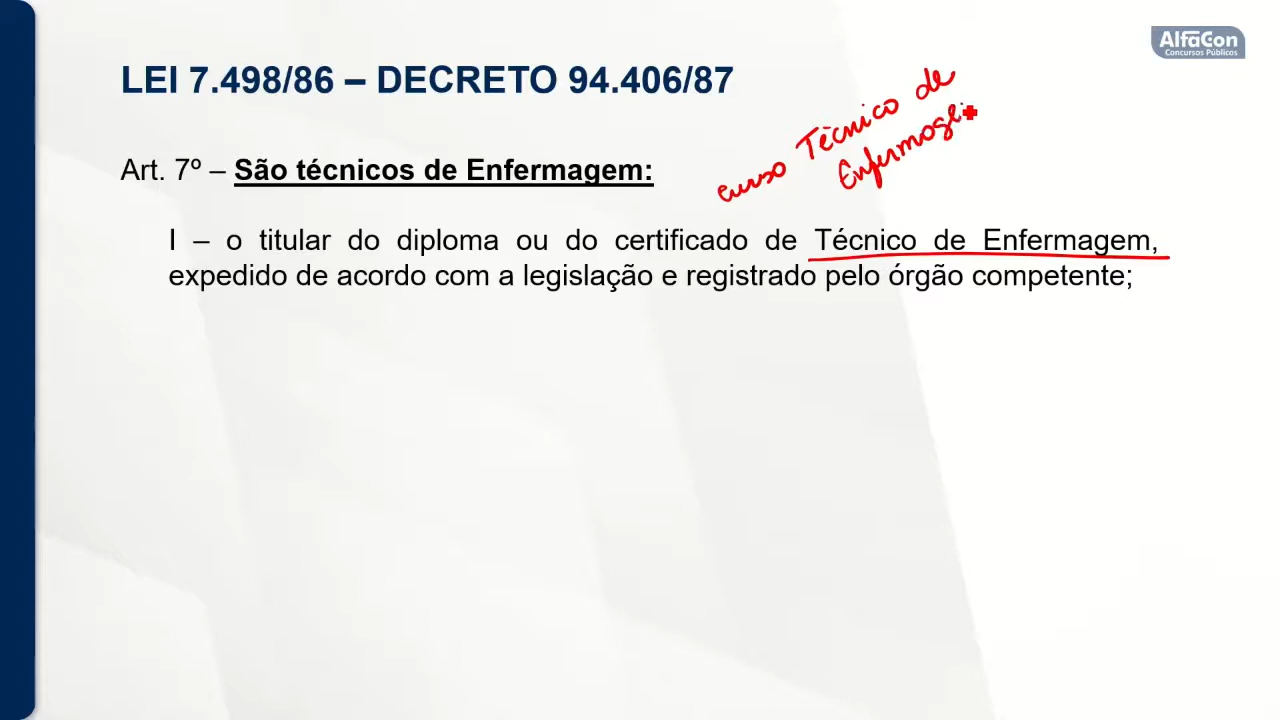 AlfaCon
Concursos Públicos
LEI 7.498/86 – DECRETO 94.406/87
curso Técnico de
Art. 7º – São técnicos de Enfermagem:
I – o titular do diploma ou do certificado de Técnico de Enfermagem,
expedido de acordo com a legislação e registrado pelo órgão competente;